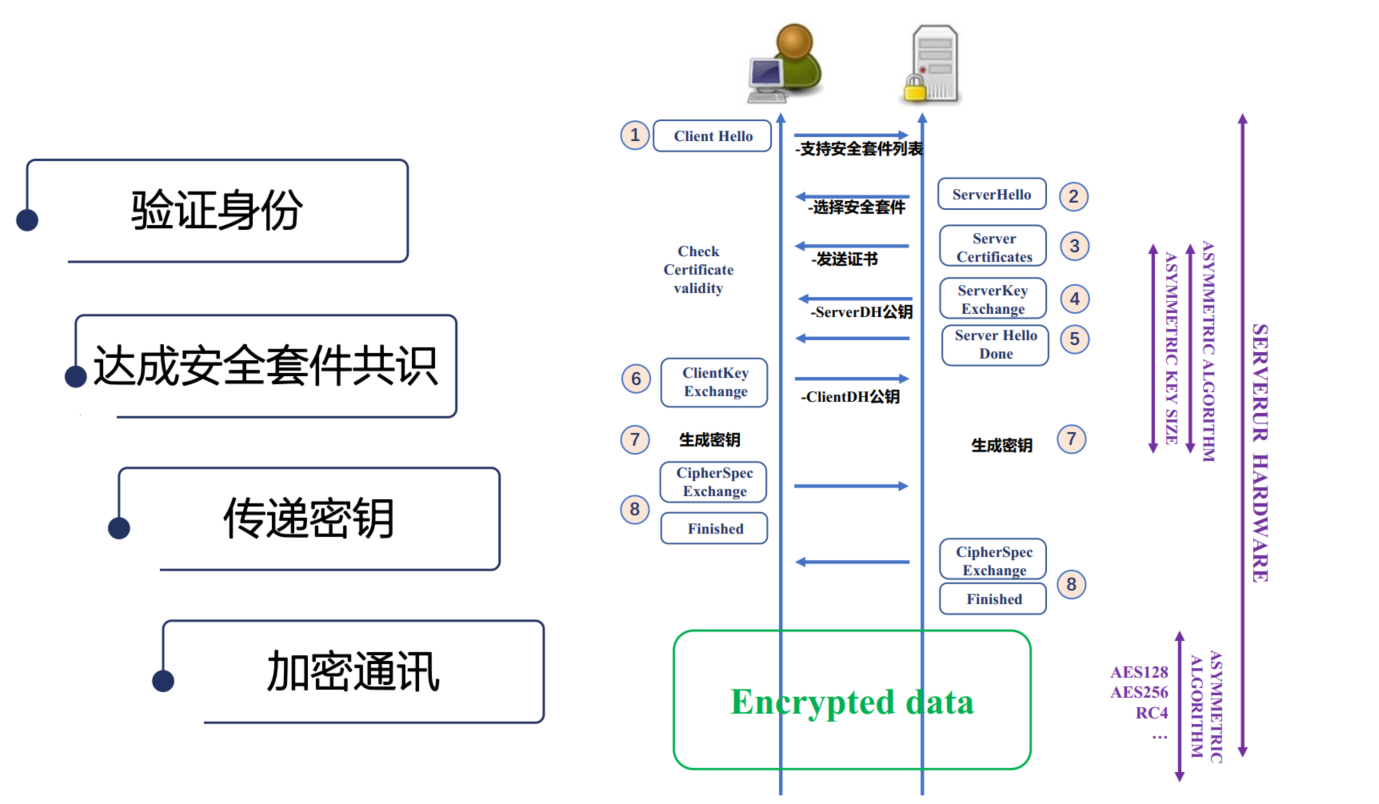 验证身份
达成安全套件共识
传递密钥
加密通讯
1
Client Hello
-支持安全套件列表
ServerHello
2
-选择安全套件
Server
Certificates
3
-发送证书
Check
Certificate
validity
ServerKey
Exchange
4
-ServerDH公钥
Server Hello
Done
5
6
ClientKey
Exchange
-ClientDH公钥
7
生成密钥
生成密钥
7
CipherSpec
Exchange
8
Finished
CipherSpec
Exchange
8
Finished
Encrypted data
ASYMMETRIC KEY SIZE
ASYMMETRIC ALGORITHM
SERVERUR HARDWARE
AES128
AES256
RC4
…
ASYMMETRIC
ALGORITHM